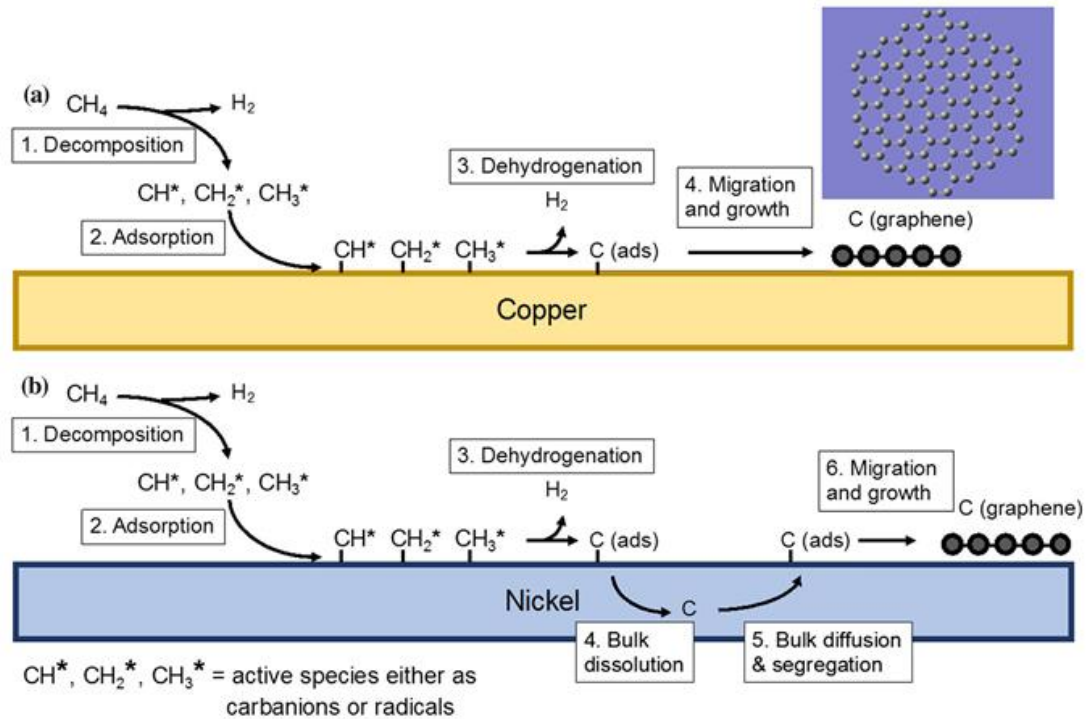 (a)
CH₄
H₂
1. Decomposition
CH*, CH₂*, CH₃*
2. Adsorption
CH*
CH₂*
CH₃*
3. Dehydrogenation
H₂
C (ads)
4. Migration
and growth
C (graphene)
Copper
(b)
CH₄
H₂
1. Decomposition
CH*, CH₂*, CH₃*
2. Adsorption
CH*
CH₂*
CH₃*
3. Dehydrogenation
H₂
C (ads)
C (ads)
6. Migration
and growth
C (graphene)
Nickel
C
4. Bulk
dissolution
5. Bulk diffusion
& segregation
CH*, CH₂*, CH₃* = active species either as
carbanions or radicals